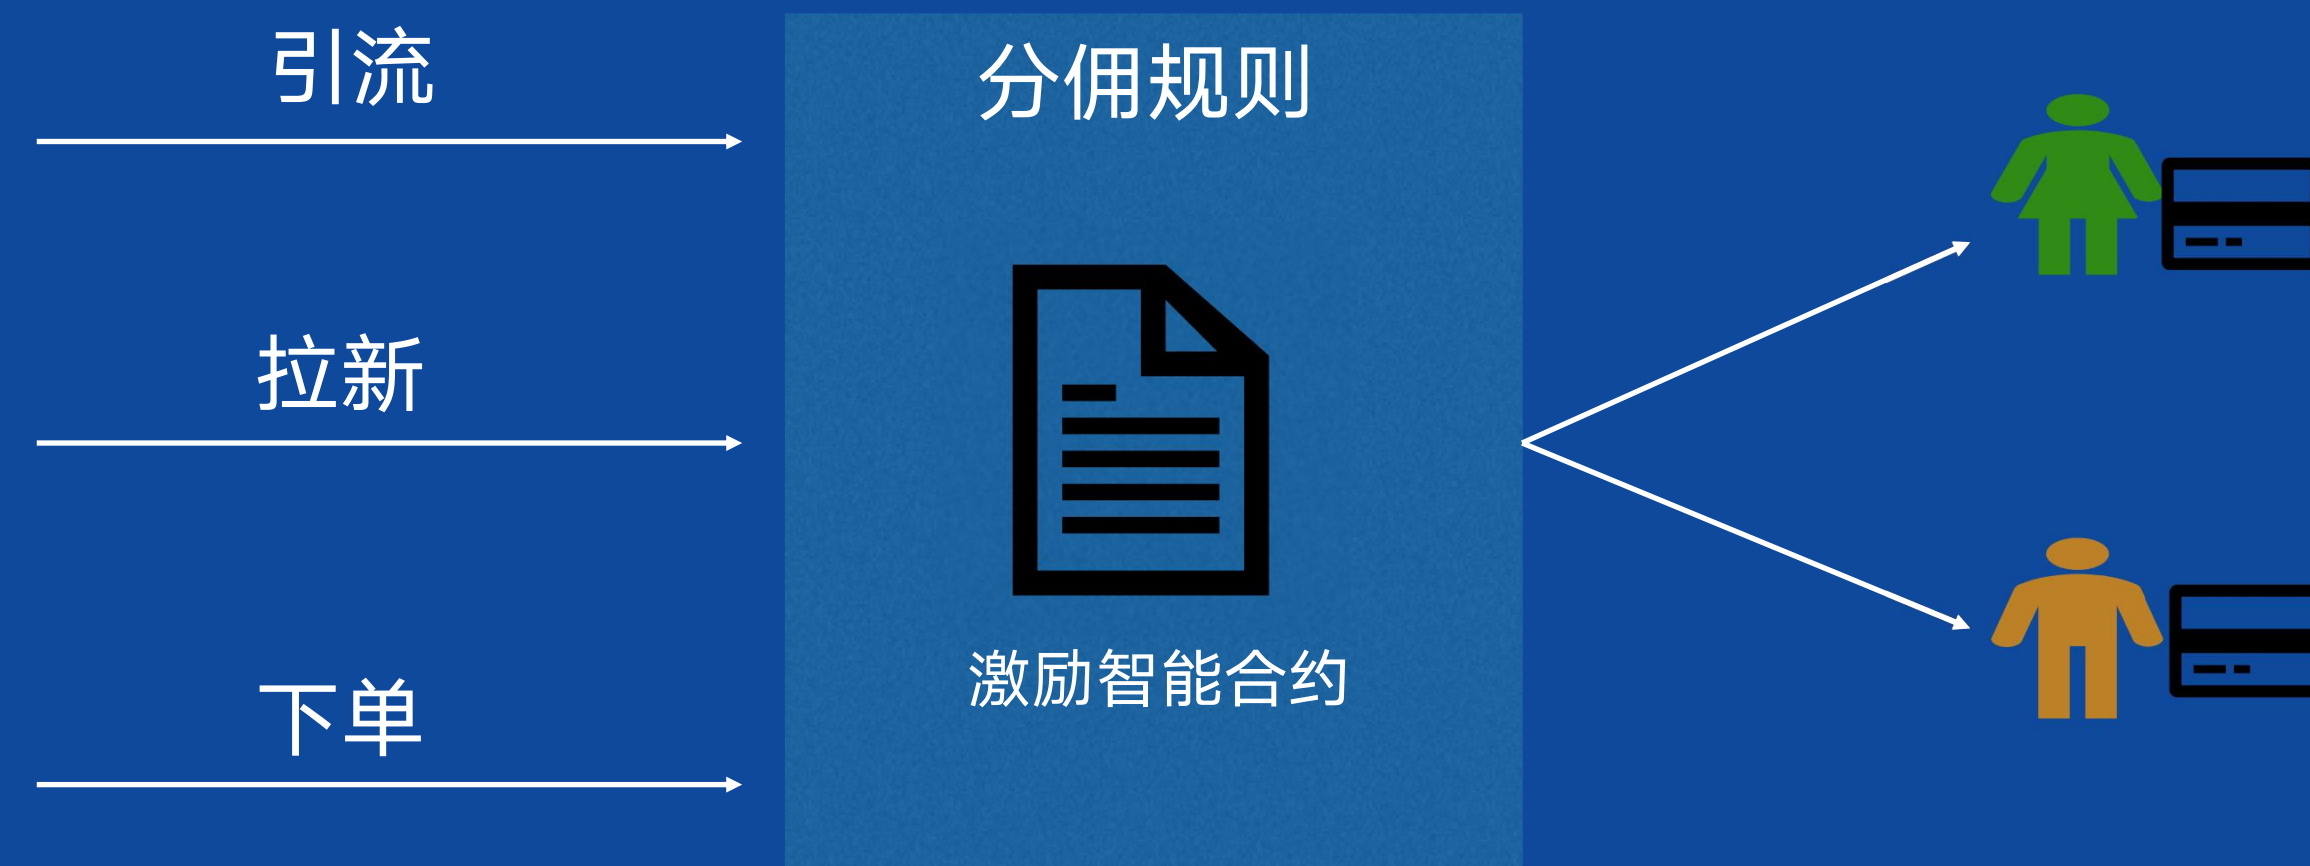 引流
拉新
下单
分佣规则
激励智能合约